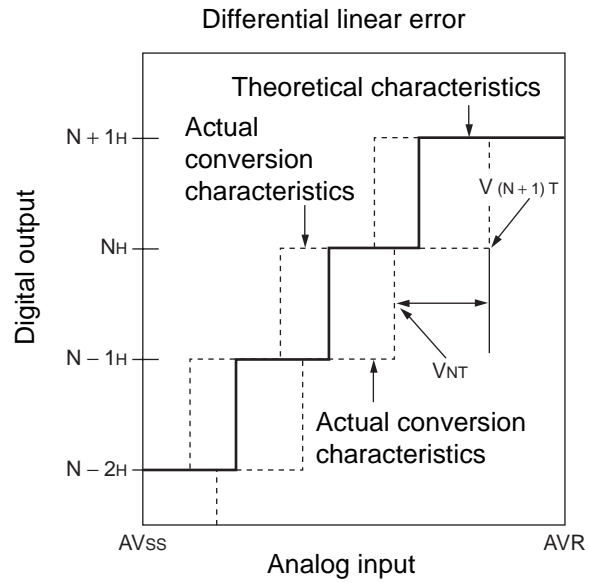 Differential linear error
Theoretical characteristics
N + 1H
Actual
conversion
characteristics
V (N + 1) T
Digital output
NH
N − 1H
VNT
Actual conversion
characteristics
N − 2H
AVSS
AVR
Analog input